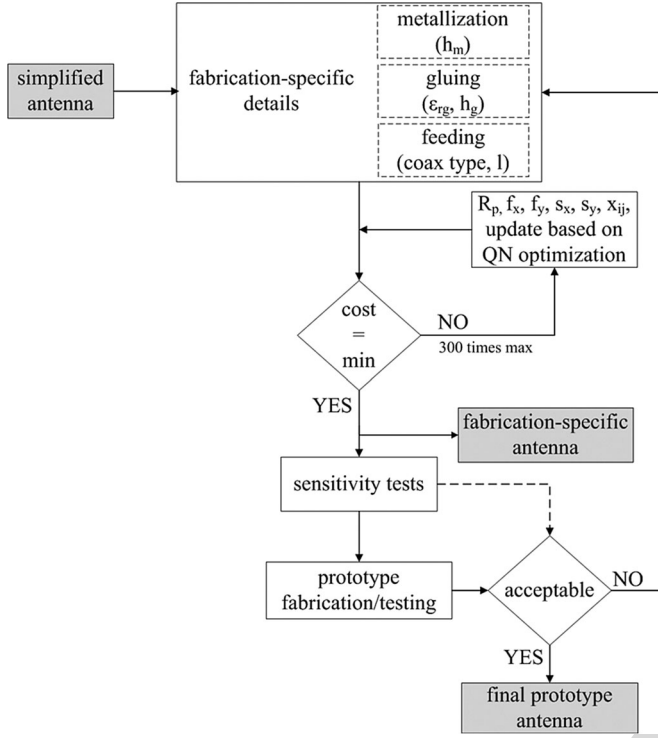 metallization
(hₘ)
simplified
antenna
fabrication-specific
details
gluing
(εrg, hg)
feeding
(coax type, l)
Rp, fx, fy, sx, sy, xij,
update based on
QN optimization
cost
=
min
NO
300 times max
YES
fabrication-specific
antenna
sensitivity tests
prototype
fabrication/testing
acceptable
NO
YES
final prototype
antenna